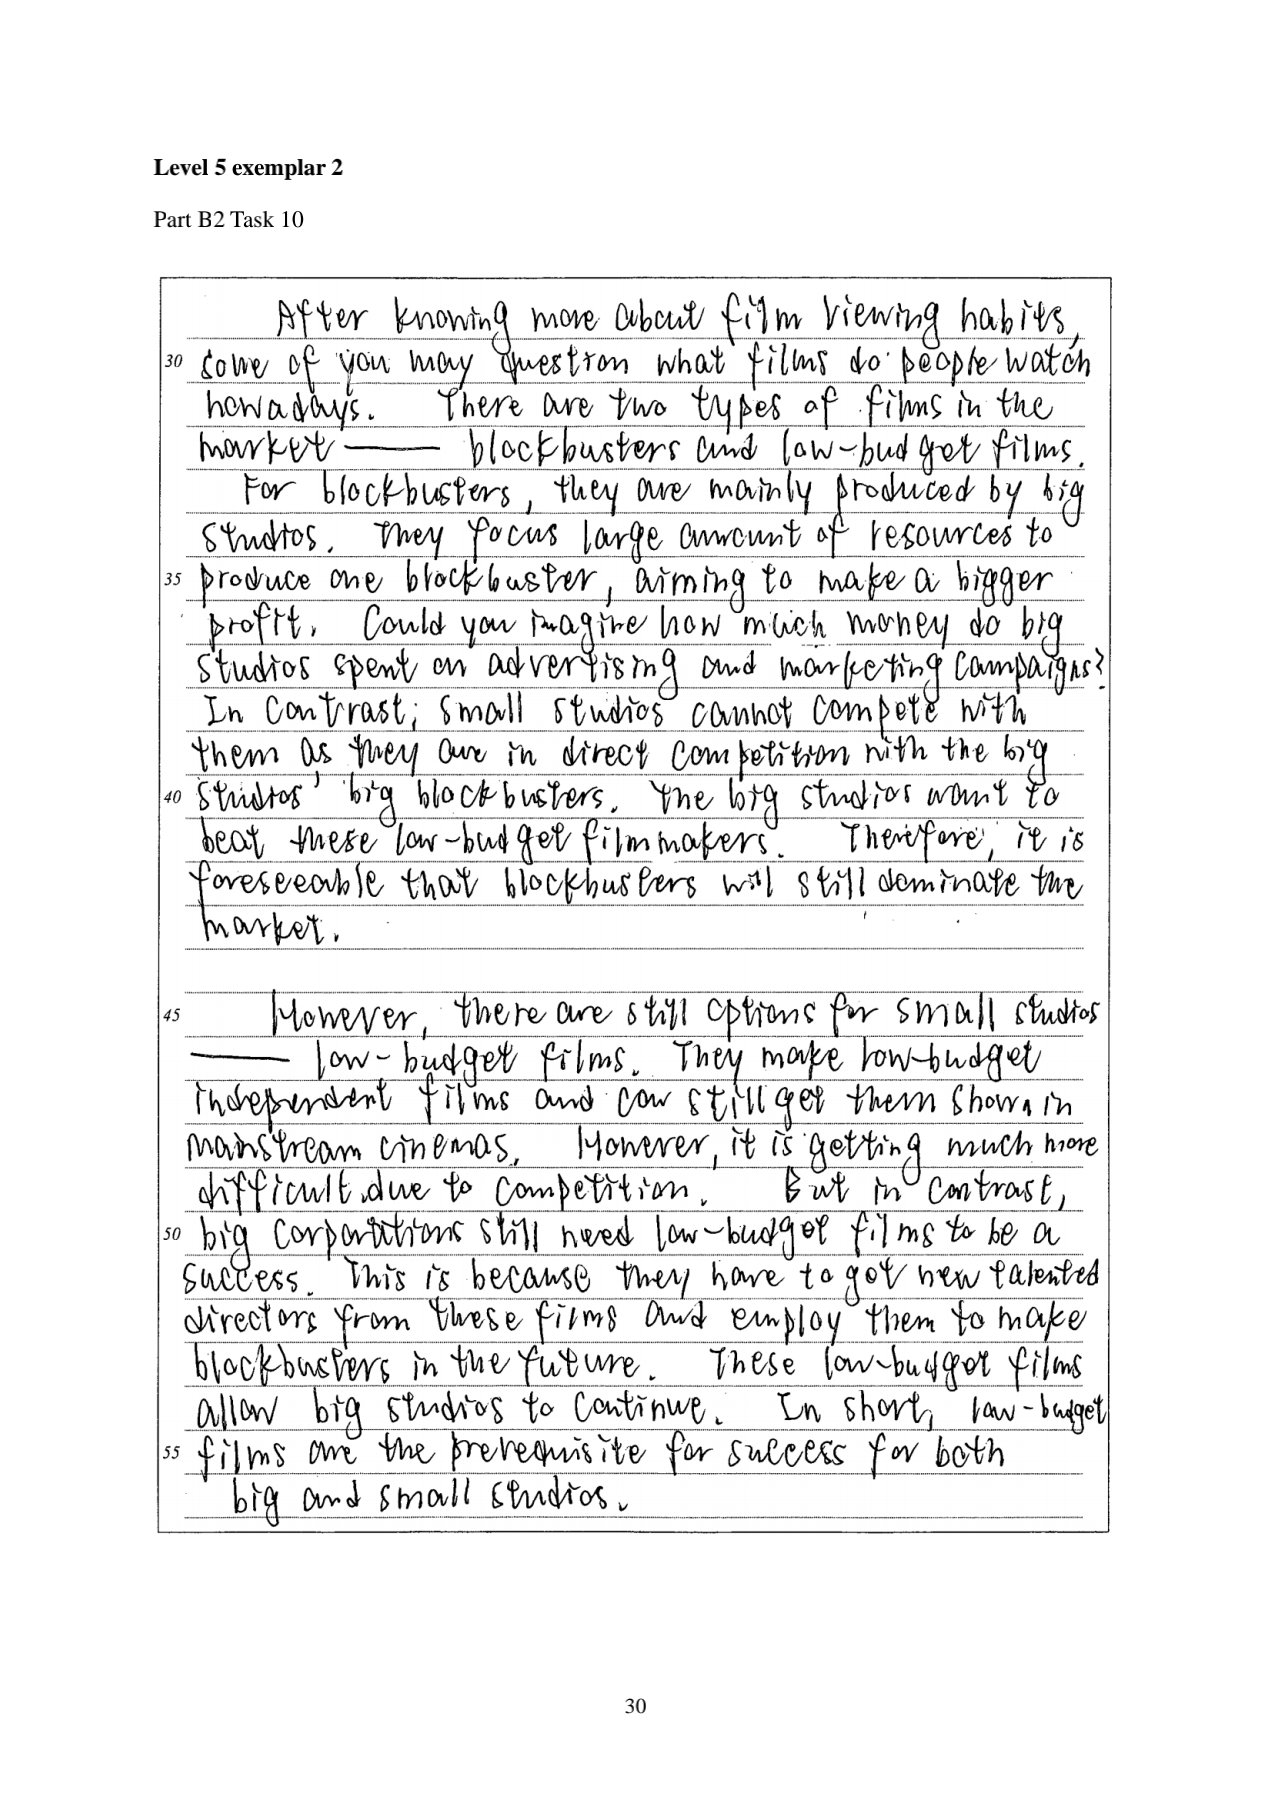 Level 5 exemplar 2
Part B2 Task 10
After knowing more about film viewing habits,
30 some of you may question what films do people watch
nowadays. There are two types of films in the
market —— blockbusters and low-budget films.
For blockbusters, they are mainly produced by big
studios. They focus large amount of resources to
35 produce one blockbuster, aiming to make a bigger
profit. Could you imagine how much money do big
studios spent on advertising and marketing campaigns?
In contrast, small studios cannot compete with
them as they are in direct competition with the big
40 studios' big blockbusters. The big studios want to
beat these low-budget filmmakers. Therefore, it is
foreseeable that blockbusters will still dominate the
market.
45 However, there are still options for small studios
—— low-budget films. They make low-budget
independent films and can still get them shown in
mainstream cinemas. However, it is getting much more
difficult due to competition. But in contrast,
50 big corporations still need low-budget films to be a
success. This is because they have to get new talented
directors from these films and employ them to make
blockbusters in the future. These low-budget films
allow big studios to continue. In short, low-budget
55 films are the prerequisite for success for both
big and small studios.
30